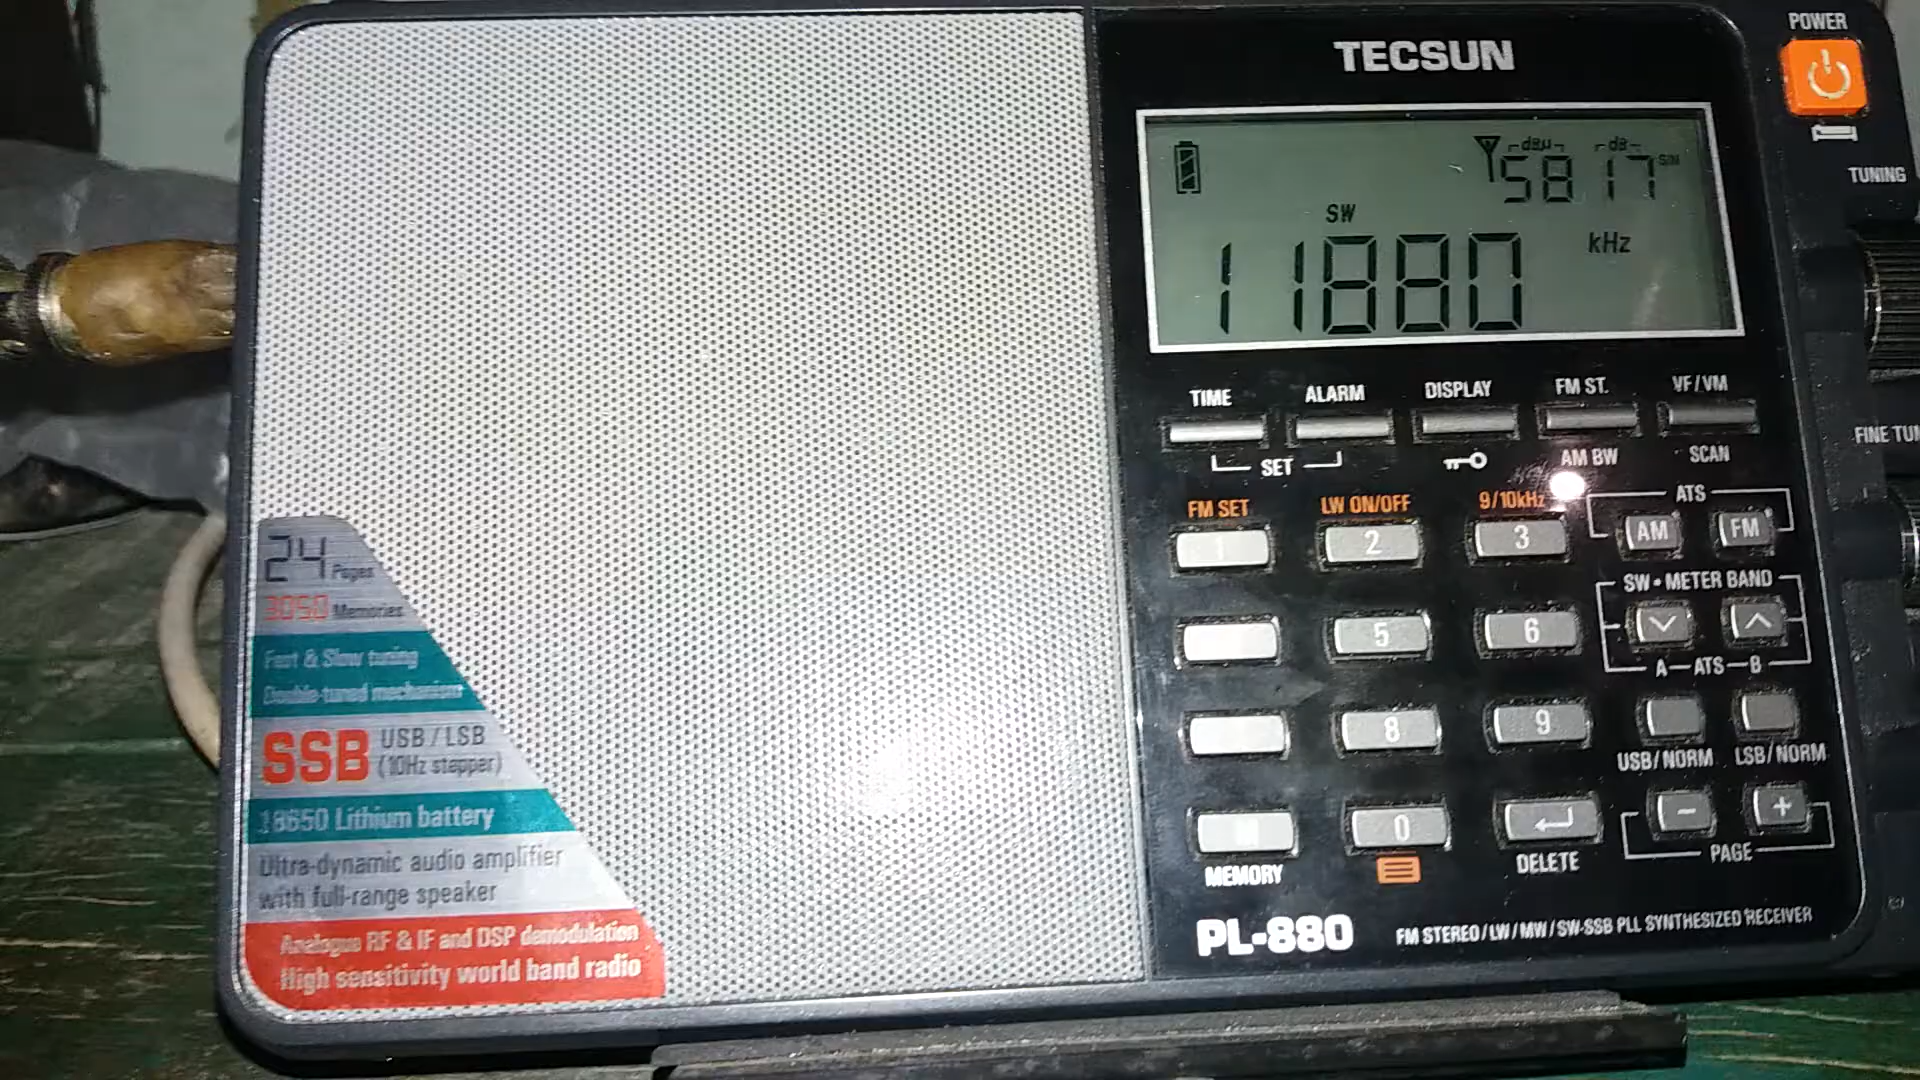 TECSUN
POWER
TUNING
dBμ dB
58 17 S/N
SW
11880 kHz
TIME ALARM DISPLAY FM ST. VF/VM
SET AM BW SCAN
FINE TUN
FM SET LW ON/OFF 9/10kHz ATS
1 2 3 AM FM
SW•METER BAND
5 6
A—ATS—B
8 9
USB/NORM LSB/NORM
0 - +
MEMORY DELETE PAGE
PL-880 FM STEREO/LW/MW/SW-SSB PLL SYNTHESIZED RECEIVER
24 Pages
3050 Memories
Fast & Slow tuning
Double-tuned mechanism
SSB USB / LSB
(10Hz stepper)
18650 Lithium battery
Ultra-dynamic audio amplifier
with full-range speaker
Analogue RF & IF and DSP demodulation
High sensitivity world band radio